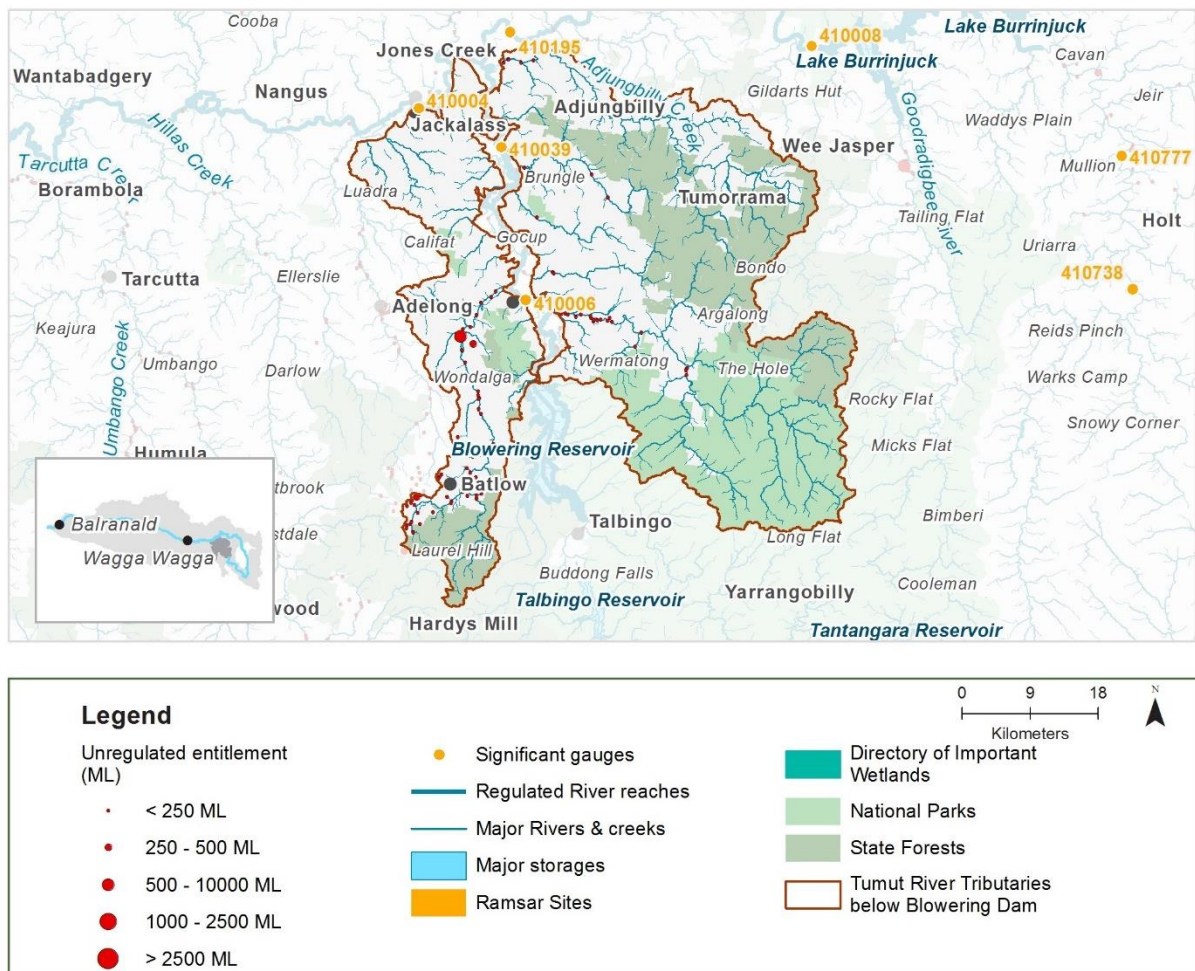 Cooba
Jones Creek
410195
410008
Lake Burrinjuck
Lake Burrinjuck
Cavan
Wantabadgery
Nangus
410004
Jackalass
Adjungbilly
Adjungbilly Creek
Gildarts Hut
Goodradigbee River
Jeir
Waddys Plain
Hillas Creek
410039
Wee Jasper
410777
Mullion
Tarcutta Creek
Borambola
Luadra
Brungle
Tumorrama
Tailing Flat
Holt
Califat
Gocup
Uriarra
Tarcutta
Ellerslie
Bondo
410738
Adelong
410006
Argalong
Keajura
Umbango Creek
Umbango
Darlow
Wondalga
Wermatong
The Hole
Reids Pinch
Warks Camp
Rocky Flat
Snowy Corner
Humula
Blowering Reservoir
Micks Flat
Batlow
tbrook
Balranald
Wagga Wagga
stdale
Talbingo
Bimberi
Laurel Hill
Long Flat
Buddong Falls
Cooleman
wood
Talbingo Reservoir
Yarrangobilly
Hardys Mill
Tantangara Reservoir
0 9 18
Kilometers
N
Legend
Unregulated entitlement
(ML)
< 250 ML
250 - 500 ML
500 - 10000 ML
1000 - 2500 ML
> 2500 ML
Significant gauges
Regulated River reaches
Major Rivers & creeks
Major storages
Ramsar Sites
Directory of Important
Wetlands
National Parks
State Forests
Tumut River Tributaries
below Blowering Dam